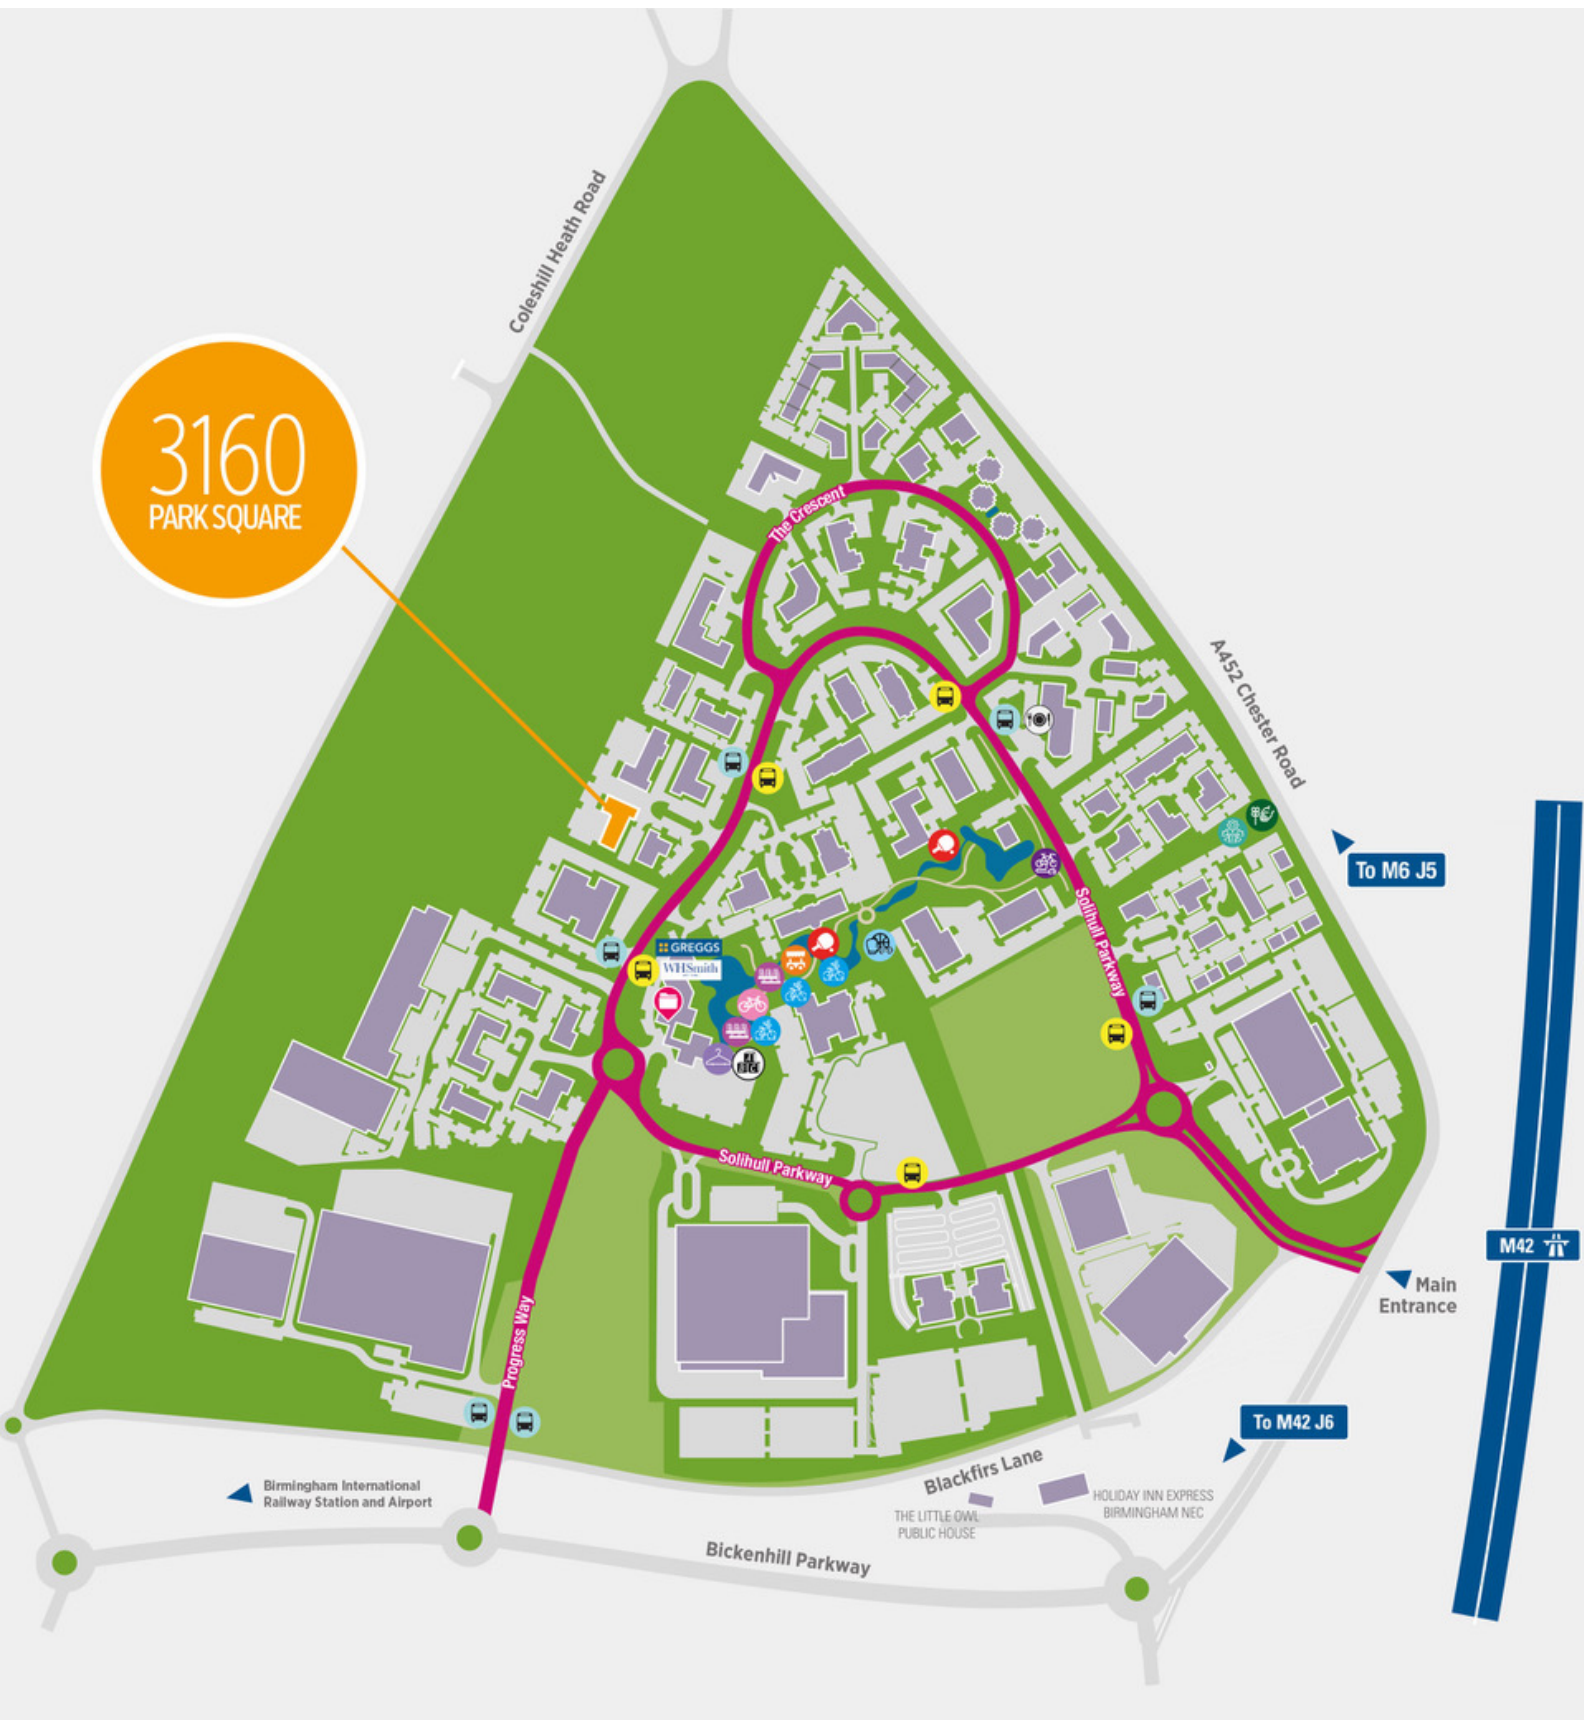 Coleshill Heath Road
3160
PARK SQUARE
The Crescent
A452 Chester Road
To M6 J5
Solihull Parkway
GREGGS
WHSmith
M42
Solihull Parkway
Main
Entrance
Progress Way
To M42 J6
Blackfirs Lane
Birmingham International
Railway Station and Airport
HOLIDAY INN EXPRESS
BIRMINGHAM NEC
THE LITTLE OWL
PUBLIC HOUSE
Bickenhill Parkway